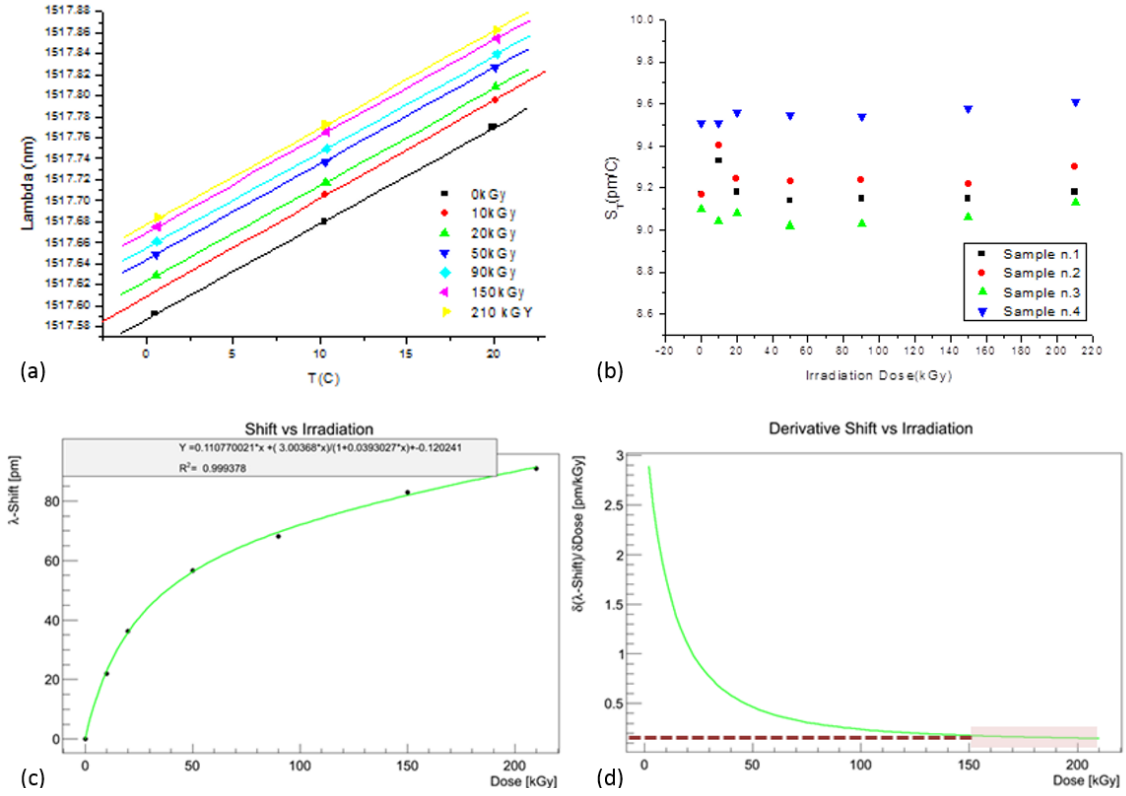 1517.88
1517.86
1517.84
1517.82
1517.80
1517.78
1517.76
1517.74
1517.72
1517.70
1517.68
1517.66
1517.64
1517.62
1517.60
1517.58
Lambda (nm)
0kGy
10kGy
20kGy
50kGy
90kGy
150kGy
210 kGY
0 5 10 15 20
T(C)
(a)
10.0
9.8
9.6
9.4
9.2
9.0
8.8
8.6
S_T(pm/C)
Sample n.1
Sample n.2
Sample n.3
Sample n.4
-20 0 20 40 60 80 100 120 140 160 180 200 220
Irradiation Dose(kGy)
(b)
Shift vs Irradiation
Y =0.110770021*x +( 3.00368*x)/(1+0.0393027*x)+-0.120241
R²= 0.999378
λ-Shift [pm]
80
60
40
20
0
0 50 100 150 200
Dose [kGy]
(c)
Derivative Shift vs Irradiation
δ(λ-Shift)/δDose [pm/kGy]
3
2.5
2
1.5
1
0.5
0 50 100 150 200
Dose [kGy]
(d)